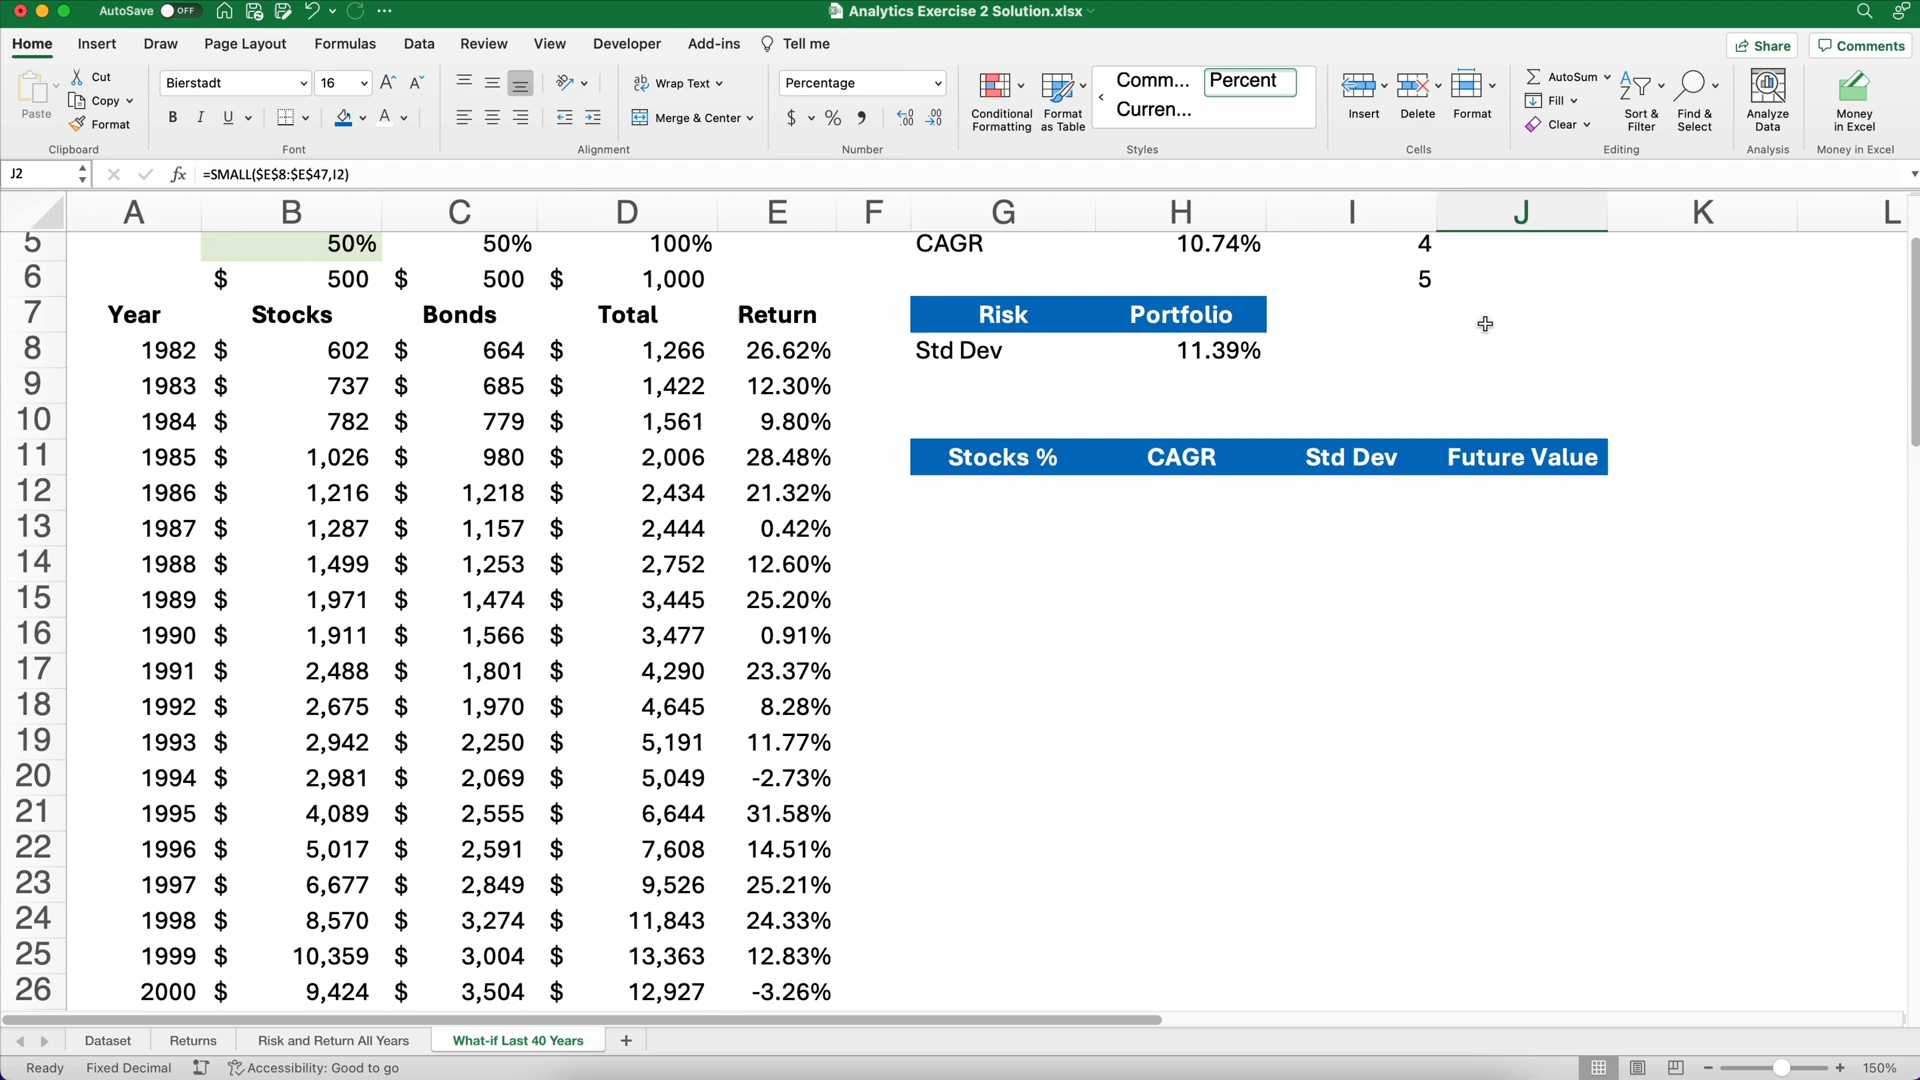 AutoSave OFF Analytics Exercise 2 Solution.xlsx
Home Insert Draw Page Layout Formulas Data Review View Developer Add-ins Tell me Share Comments
Paste Cut Copy Format Clipboard
Bierstadt 16 A A
B I U A Font
Wrap Text
Merge & Center
Alignment
Percentage
$ % Number
Conditional Formatting Format as Table
Comm... Percent
Curren...
Styles
Insert Delete Format
Cells
AutoSum
Fill
Clear
Sort & Filter Find & Select
Editing
Analyze Data
Analysis
Money in Excel
Money in Excel
J2 fx =SMALL($E$8:$E$47,I2)
A B C D E F G H I J K L
5 50% 50% 100% CAGR 10.74% 4
6 $ 500 $ 500 $ 1,000 5
7 Year Stocks Bonds Total Return Risk Portfolio
8 1982 $ 602 $ 664 $ 1,266 26.62% Std Dev 11.39%
9 1983 $ 737 $ 685 $ 1,422 12.30%
10 1984 $ 782 $ 779 $ 1,561 9.80%
11 1985 $ 1,026 $ 980 $ 2,006 28.48% Stocks % CAGR Std Dev Future Value
12 1986 $ 1,216 $ 1,218 $ 2,434 21.32%
13 1987 $ 1,287 $ 1,157 $ 2,444 0.42%
14 1988 $ 1,499 $ 1,253 $ 2,752 12.60%
15 1989 $ 1,971 $ 1,474 $ 3,445 25.20%
16 1990 $ 1,911 $ 1,566 $ 3,477 0.91%
17 1991 $ 2,488 $ 1,801 $ 4,290 23.37%
18 1992 $ 2,675 $ 1,970 $ 4,645 8.28%
19 1993 $ 2,942 $ 2,250 $ 5,191 11.77%
20 1994 $ 2,981 $ 2,069 $ 5,049 -2.73%
21 1995 $ 4,089 $ 2,555 $ 6,644 31.58%
22 1996 $ 5,017 $ 2,591 $ 7,608 14.51%
23 1997 $ 6,677 $ 2,849 $ 9,526 25.21%
24 1998 $ 8,570 $ 3,274 $ 11,843 24.33%
25 1999 $ 10,359 $ 3,004 $ 13,363 12.83%
26 2000 $ 9,424 $ 3,504 $ 12,927 -3.26%
Dataset Returns Risk and Return All Years What-if Last 40 Years
Ready Fixed Decimal Accessibility: Good to go 150%